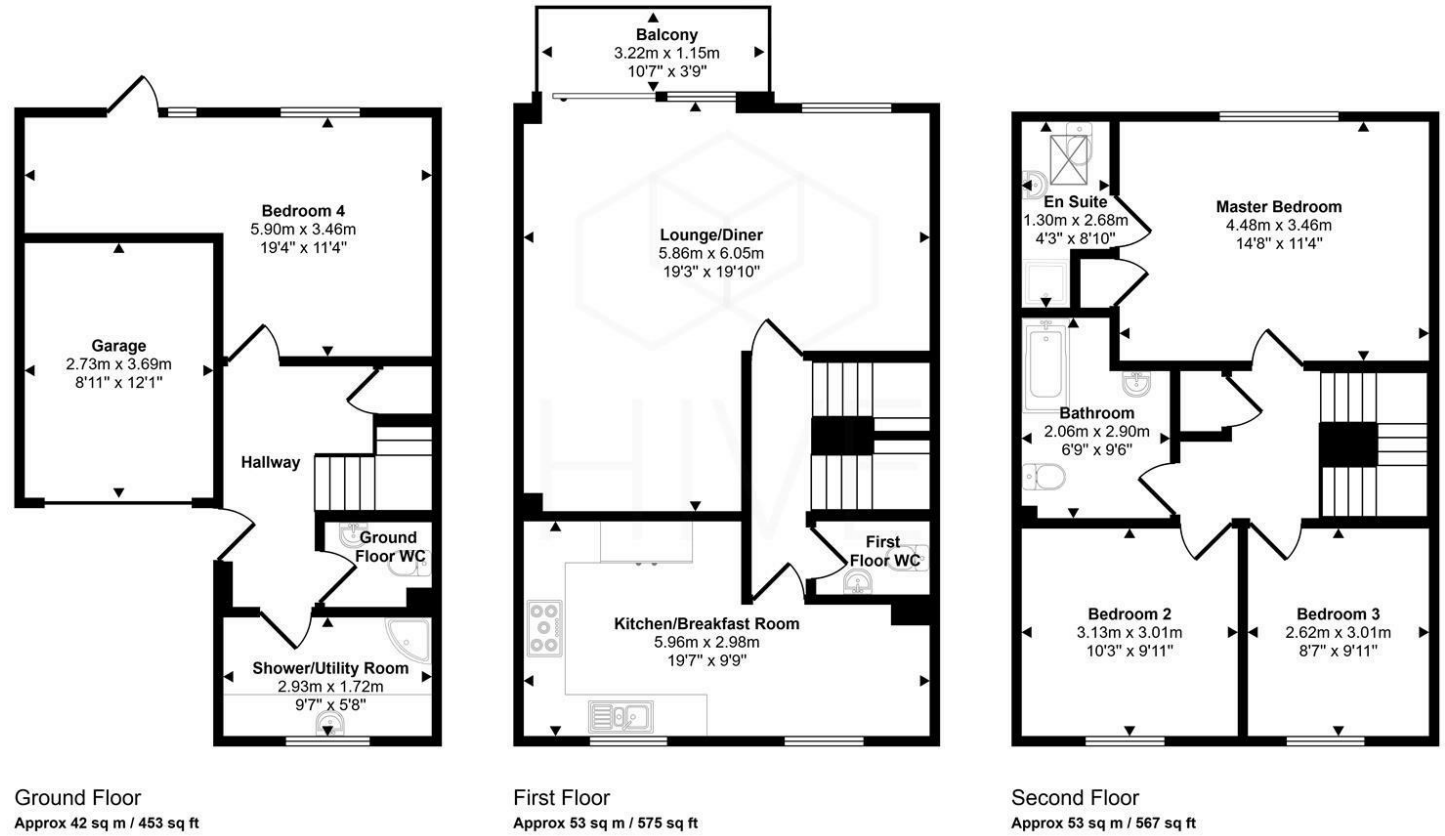 Bedroom 4
5.90m x 3.46m
19'4" x 11'4"
Garage
2.73m x 3.69m
8'11" x 12'1"
Hallway
Ground
Floor WC
Shower/Utility Room
2.93m x 1.72m
9'7" x 5'8"
Ground Floor
Approx 42 sq m / 453 sq ft
Balcony
3.22m x 1.15m
10'7" x 3'9"
Lounge/Diner
5.86m x 6.05m
19'3" x 19'10"
HIVE
First
Floor WC
Kitchen/Breakfast Room
5.96m x 2.98m
19'7" x 9'9"
First Floor
Approx 53 sq m / 575 sq ft
En Suite
1.30m x 2.68m
4'3" x 8'10"
Master Bedroom
4.48m x 3.46m
14'8" x 11'4"
Bathroom
2.06m x 2.90m
6'9" x 9'6"
Bedroom 2
3.13m x 3.01m
10'3" x 9'11"
Bedroom 3
2.62m x 3.01m
8'7" x 9'11"
Second Floor
Approx 53 sq m / 567 sq ft